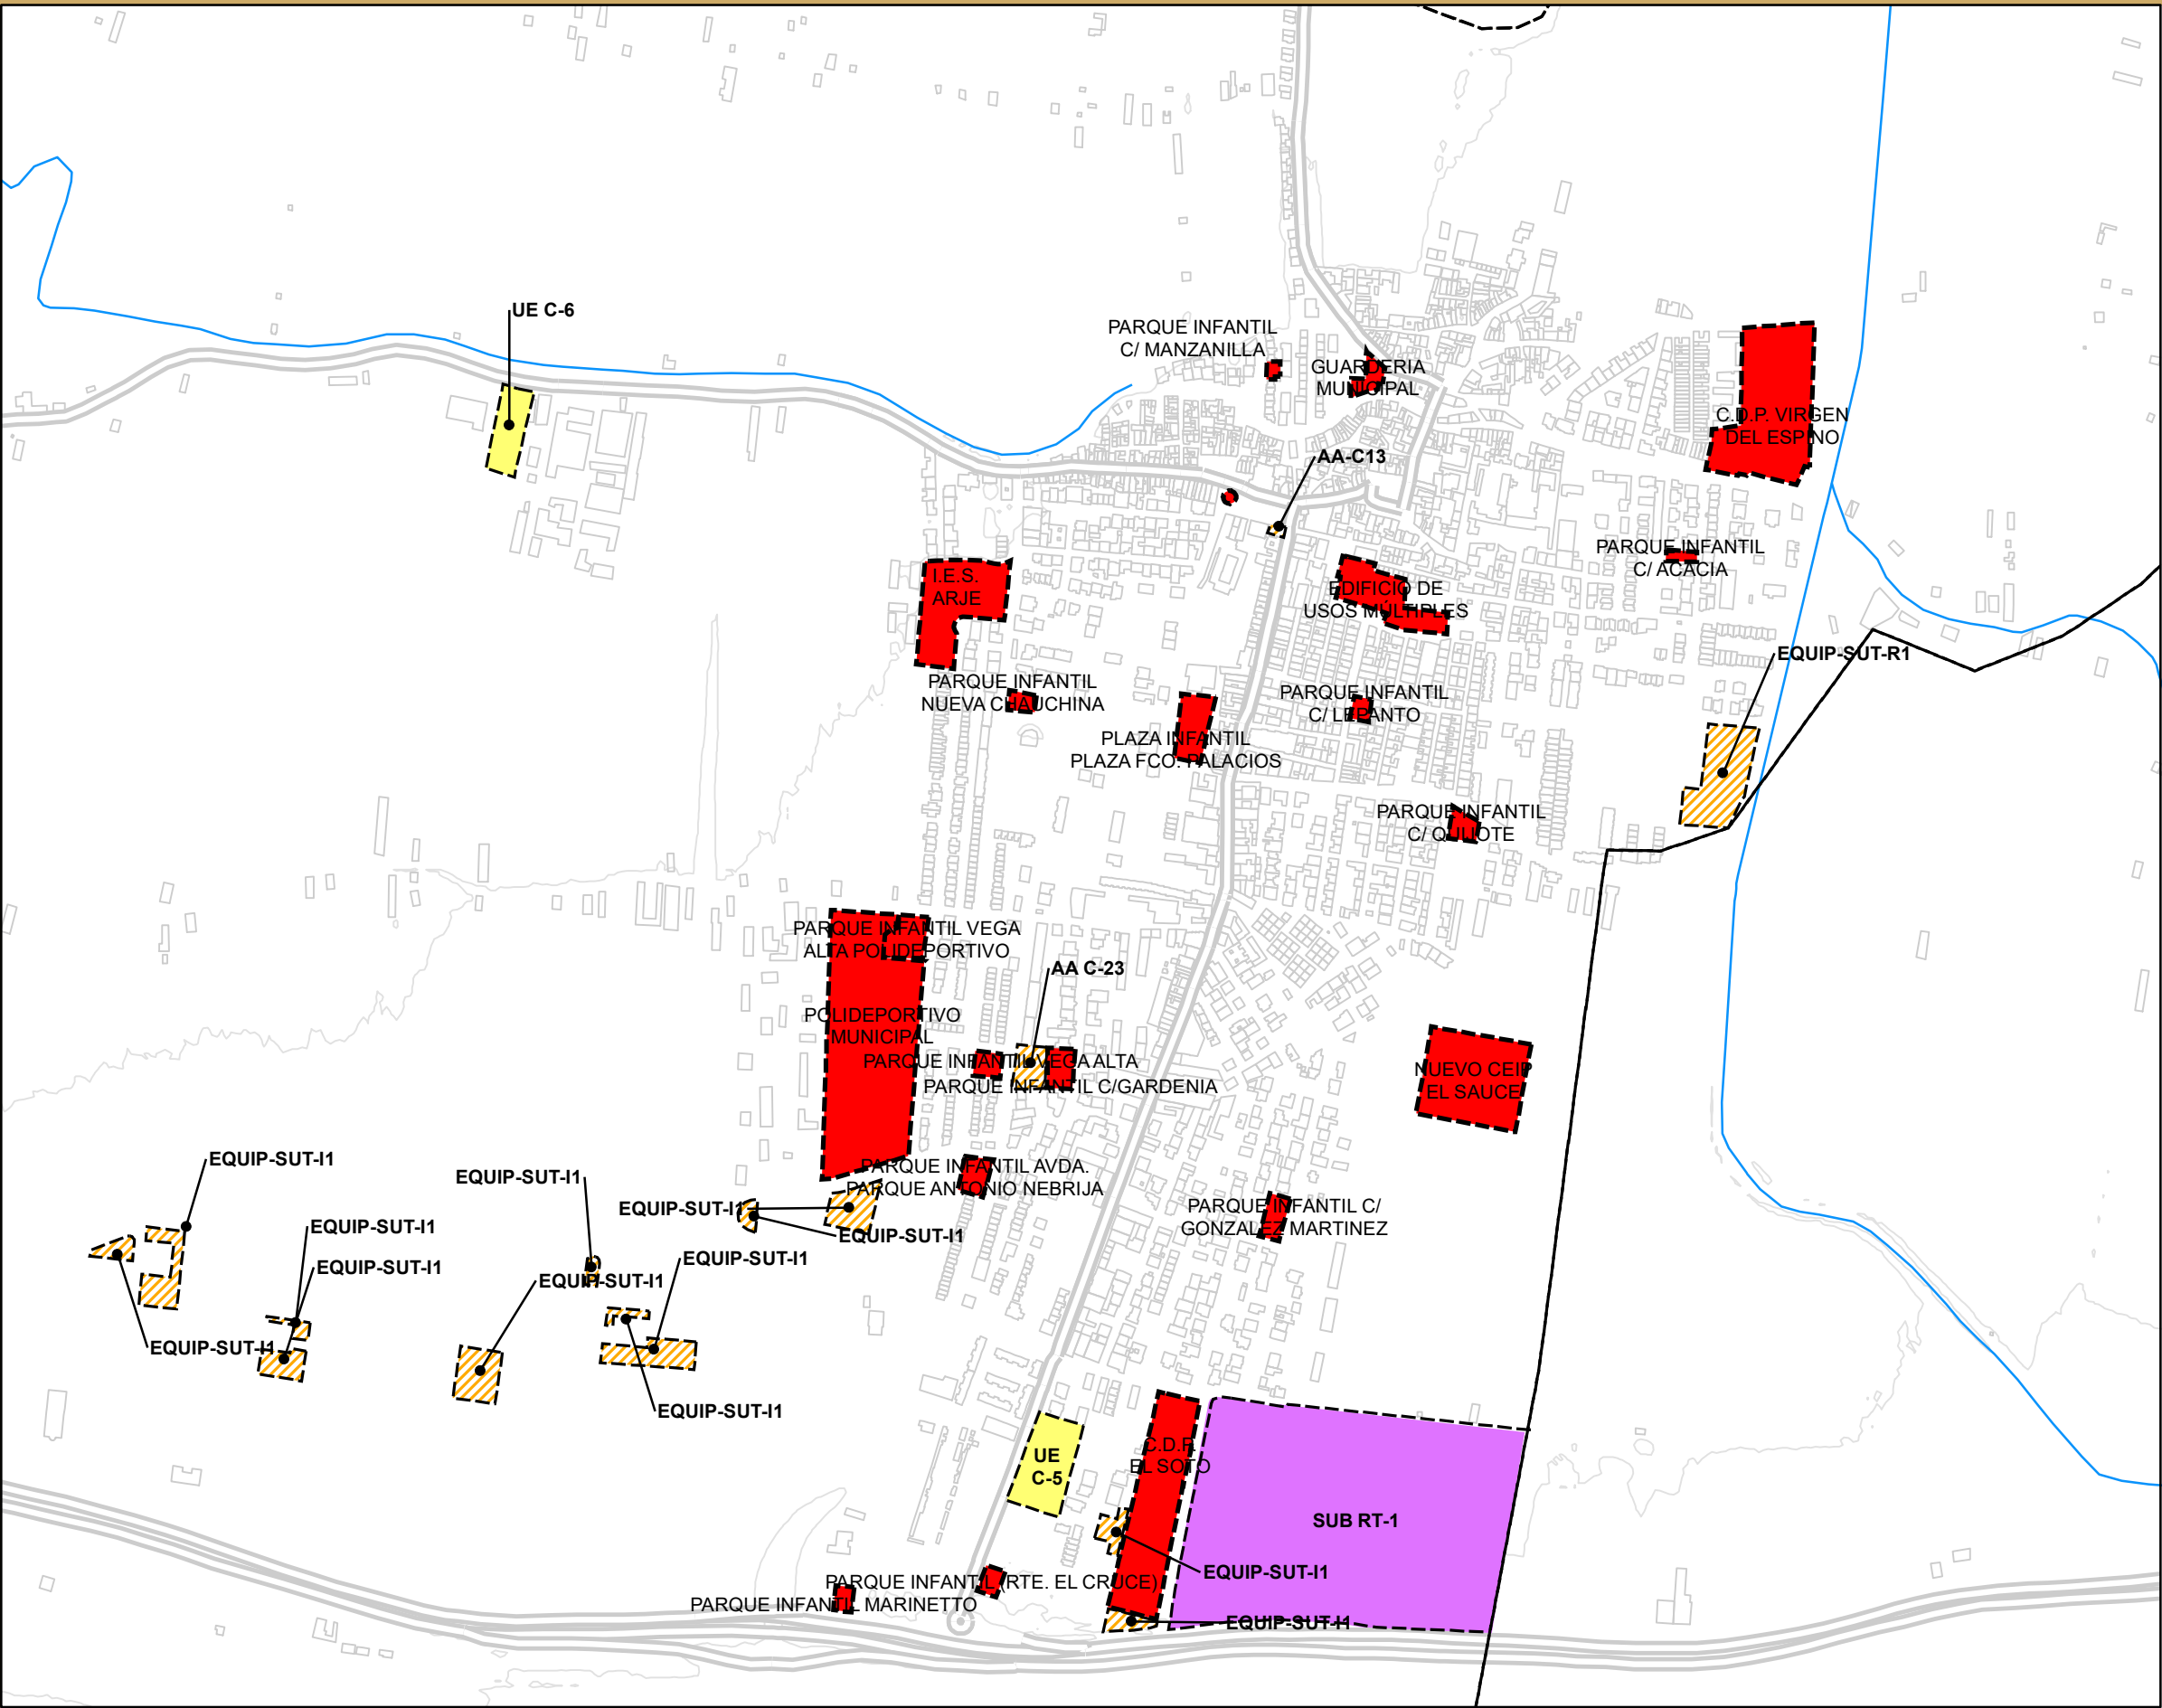 UE C-6
PARQUE INFANTIL
C/ MANZANILLA
GUARDERIA
MUNICIPAL
C.D.P. VIRGEN
DEL ESPINO
AA-C13
PARQUE INFANTIL
C/ ACACIA
I.E.S.
ARJE
EDIFICIO DE
USOS MÚLTIPLES
EQUIP-SUT-R1
PARQUE INFANTIL
NUEVA CHAUCHINA
PARQUE INFANTIL
C/ LEPANTO
PLAZA INFANTIL
PLAZA FCO. PALACIOS
PARQUE INFANTIL
C/ QUIJOTE
PARQUE INFANTIL VEGA
ALTA POLIDEPORTIVO
AA C-23
POLIDEPORTIVO
MUNICIPAL
PARQUE INFANTIL VEGA ALTA
PARQUE INFANTIL C/GARDENIA
NUEVO CEIP
EL SAUCE
EQUIP-SUT-I1
EQUIP-SUT-I1
PARQUE INFANTIL AVDA.
PARQUE ANTONIO NEBRIJA
EQUIP-SUT-I1
PARQUE INFANTIL C/
GONZALEZ MARTINEZ
EQUIP-SUT-I1
EQUIP-SUT-I1
EQUIP-SUT-I1
EQUIP-SUT-I1
EQUIP-SUT-I1
EQUIP-SUT-I1
EQUIP-SUT-I1
UE
C-5
C.D.P.
EL SOTO
SUB RT-1
EQUIP-SUT-I1
PARQUE INFANTIL (RTE. EL CRUCE)
PARQUE INFANTIL MARINETTO
EQUIP-SUT-I1